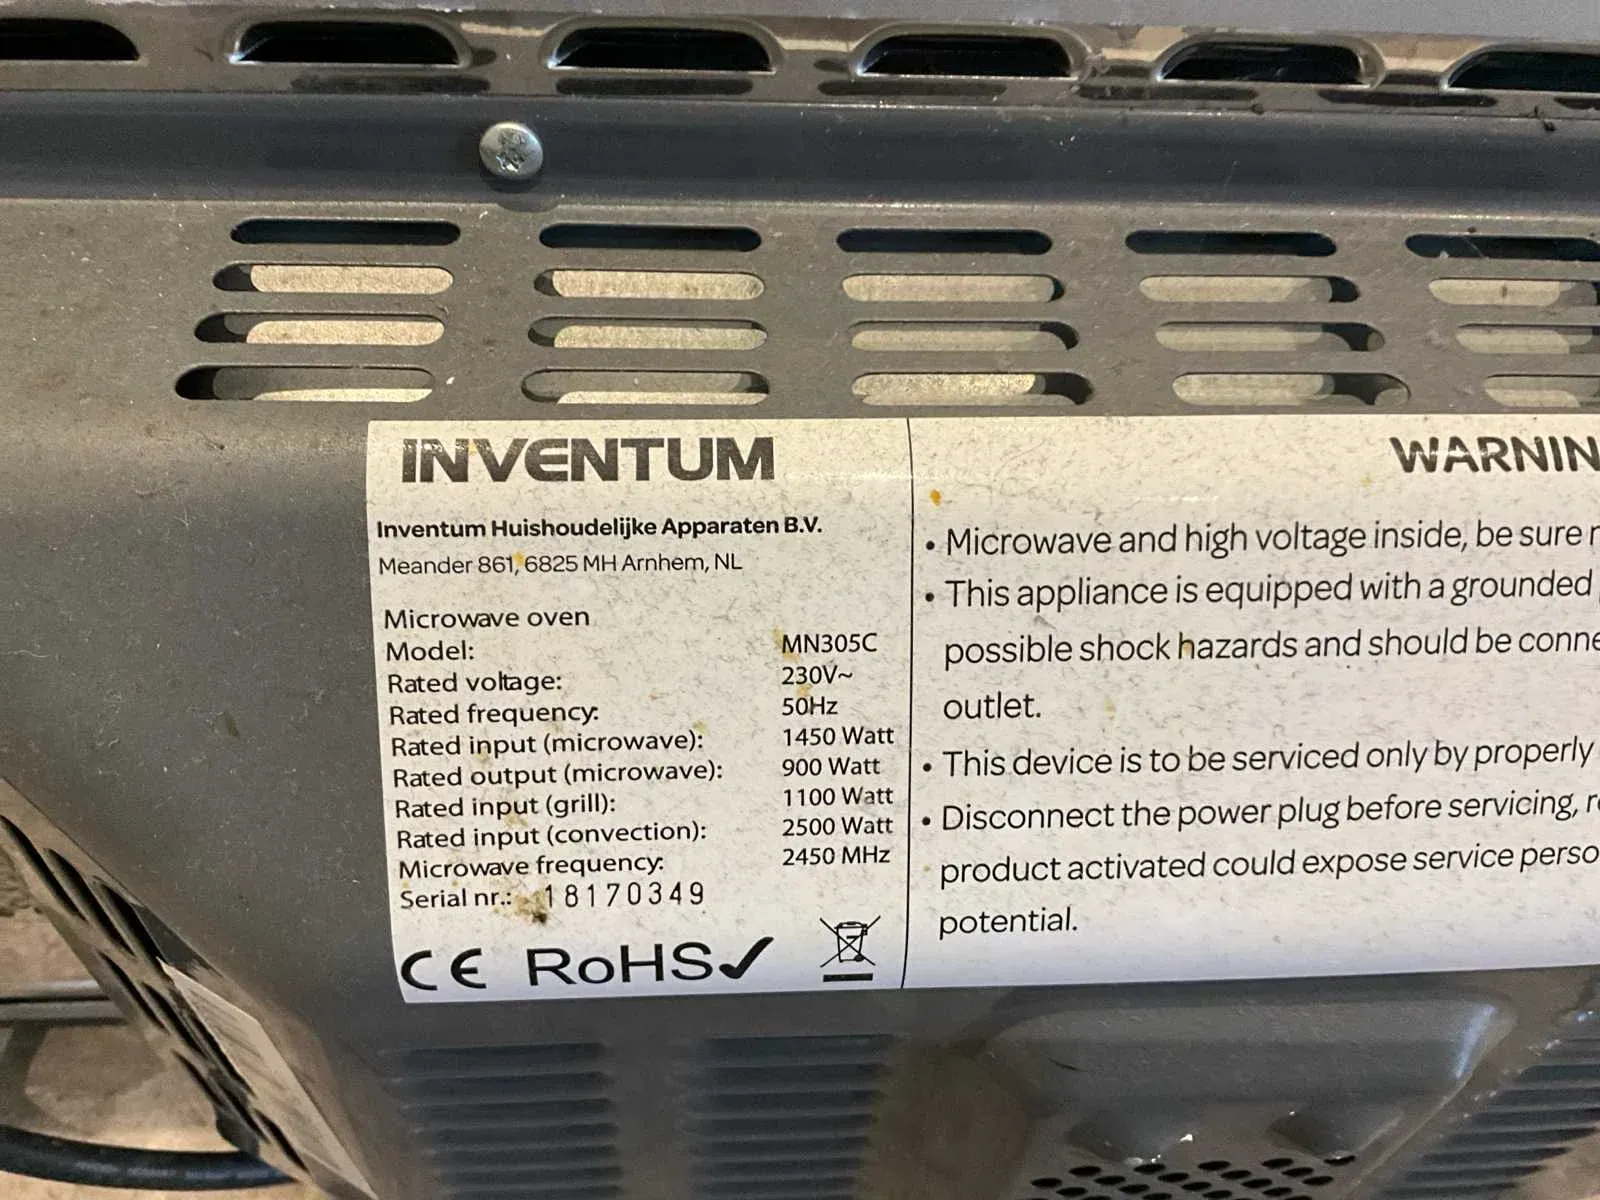 INVENTUM
Inventum Huishoudelijke Apparaten B.V.
Meander 861, 6825 MH Arnhem, NL
Microwave oven
Model: MN305C
Rated voltage: 230V~
Rated frequency: 50Hz
Rated input (microwave): 1450 Watt
Rated output (microwave): 900 Watt
Rated input (grill): 1100 Watt
Rated input (convection): 2500 Watt
Microwave frequency: 2450 MHz
Serial nr.: 18170349
CE RoHS✓
WARNIN
• Microwave and high voltage inside, be sure
• This appliance is equipped with a grounded
possible shock hazards and should be conne
outlet.
• This device is to be serviced only by properly
• Disconnect the power plug before servicing, r
product activated could expose service perso
potential.